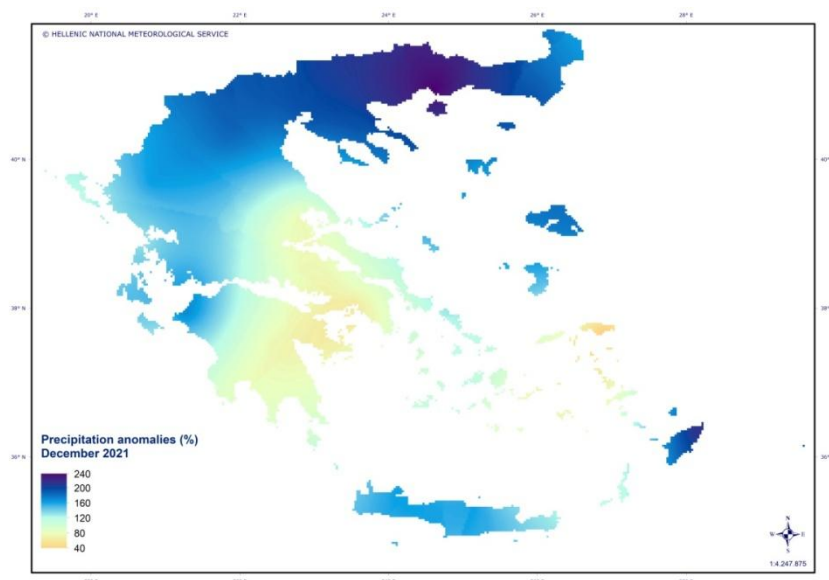 20° E 22° E 24° E 26° E 28° E
© HELLENIC NATIONAL METEOROLOGICAL SERVICE
40° N 40° N
38° N 38° N
36° N 36° N
Precipitation anomalies (%)
December 2021
240
200
160
120
80
40
N
W E
S
1:4.247.875